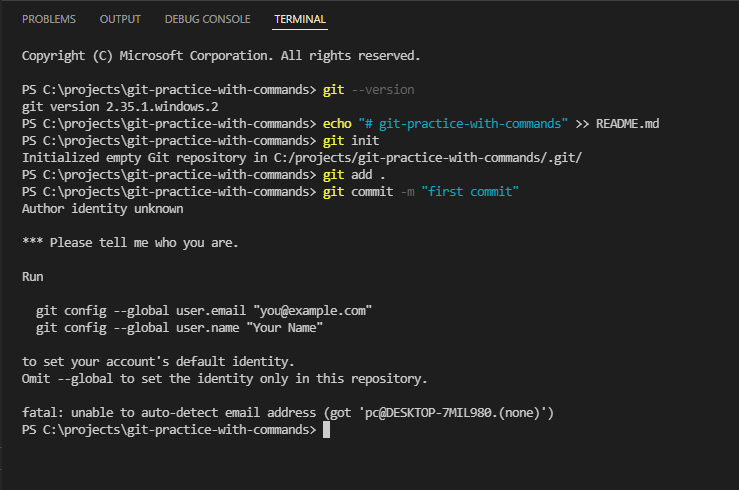 PROBLEMS OUTPUT DEBUG CONSOLE TERMINAL
Copyright (C) Microsoft Corporation. All rights reserved.
PS C:\projects\git-practice-with-commands> git --version
git version 2.35.1.windows.2
PS C:\projects\git-practice-with-commands> echo "# git-practice-with-commands" >> README.md
PS C:\projects\git-practice-with-commands> git init
Initialized empty Git repository in C:/projects/git-practice-with-commands/.git/
PS C:\projects\git-practice-with-commands> git add .
PS C:\projects\git-practice-with-commands> git commit -m "first commit"
Author identity unknown
*** Please tell me who you are.
Run
git config --global user.email "you@example.com"
git config --global user.name "Your Name"
to set your account's default identity.
Omit --global to set the identity only in this repository.
fatal: unable to auto-detect email address (got 'pc@DESKTOP-7MIL980.(none)')
PS C:\projects\git-practice-with-commands>